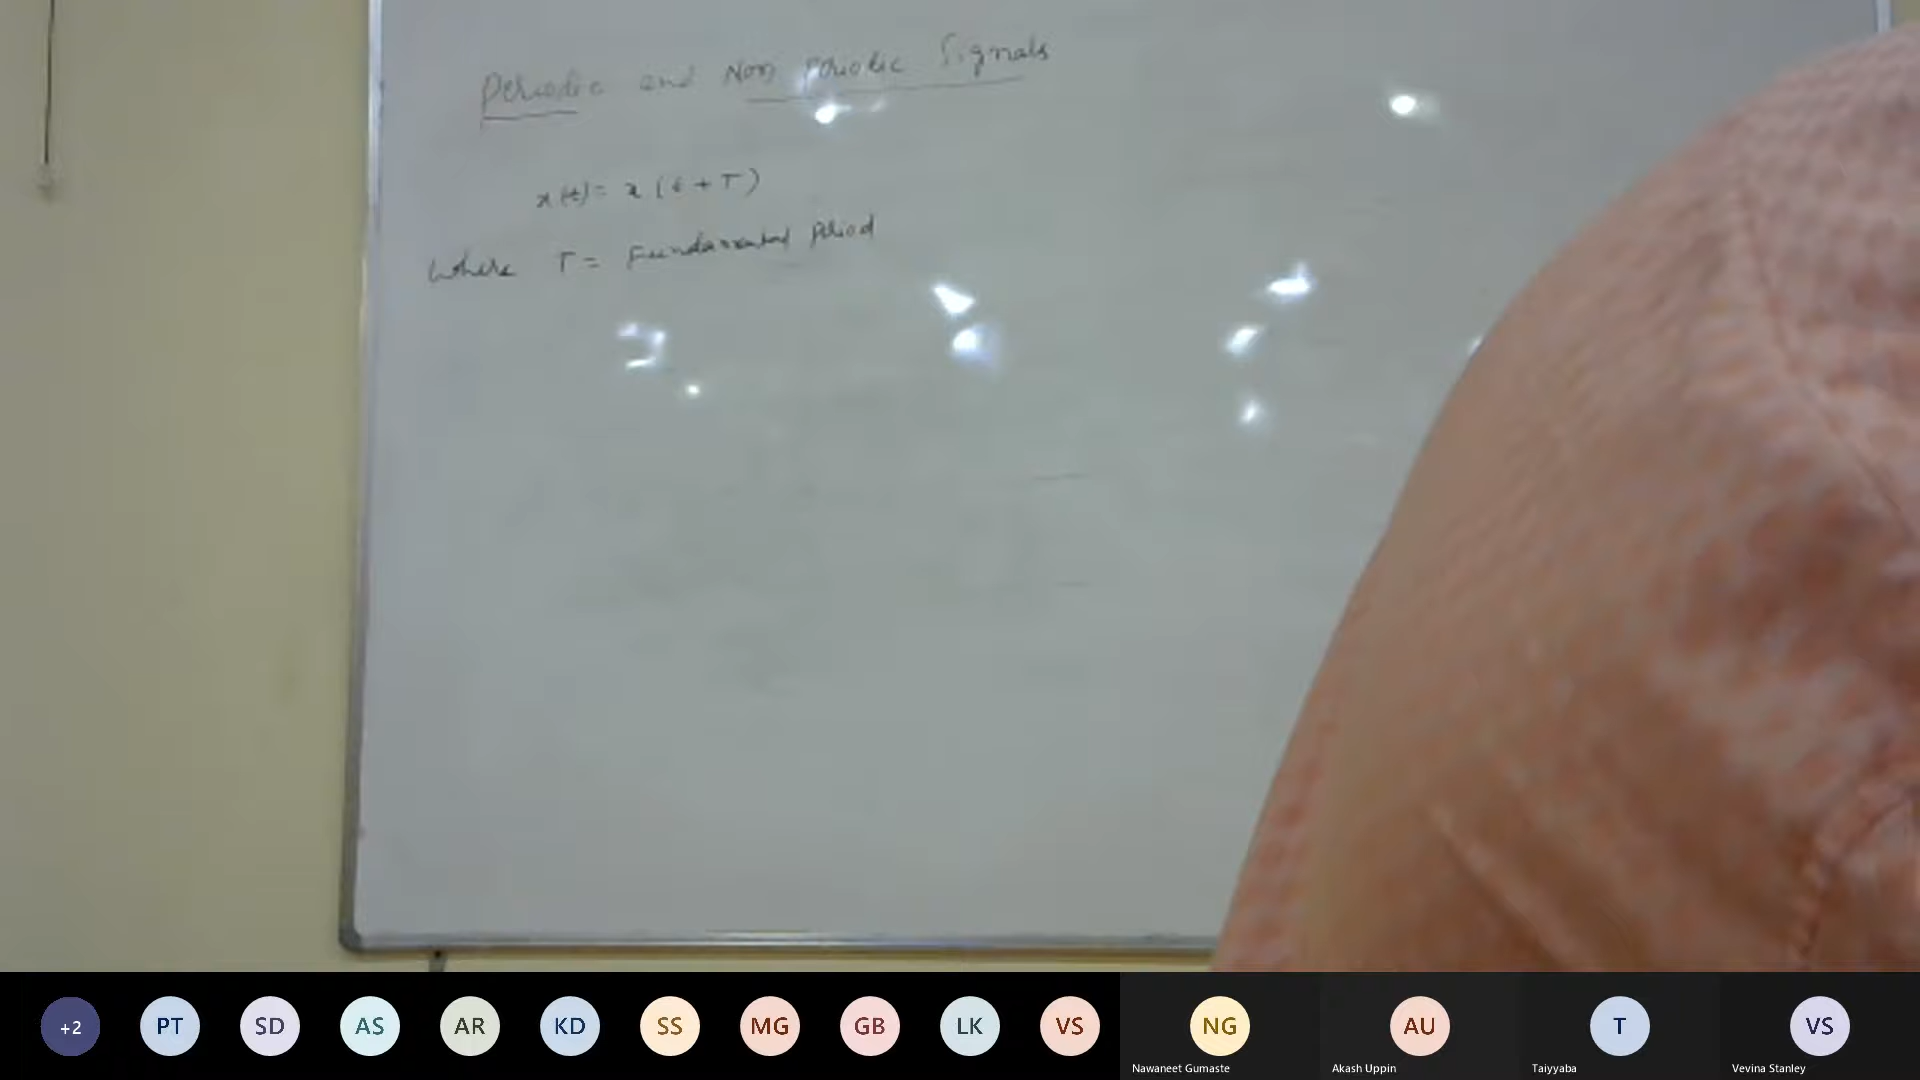 Periodic and Non Periodic Signals
x(t) = x(t + T)
Where T = Fundamental Period
+2 PT SD AS AR KD SS MG GB LK VS NG AU T VS
Nawaneet Gumaste Akash Uppin Taiyyaba Vevina Stanley